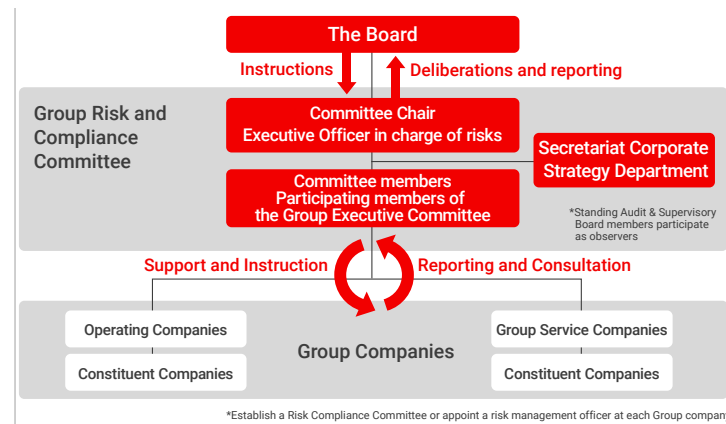 The Board
Instructions
Deliberations and reporting
Group Risk and
Compliance
Committee
Committee Chair
Executive Officer in charge of risks
Secretariat Corporate
Strategy Department
Committee members
Participating members of
the Group Executive Committee
*Standing Audit & Supervisory
Board members participate
as observers
Support and Instruction
Reporting and Consultation
Operating Companies
Group Service Companies
Group Companies
Constituent Companies
Constituent Companies
*Establish a Risk Compliance Committee or appoint a risk management officer at each Group company